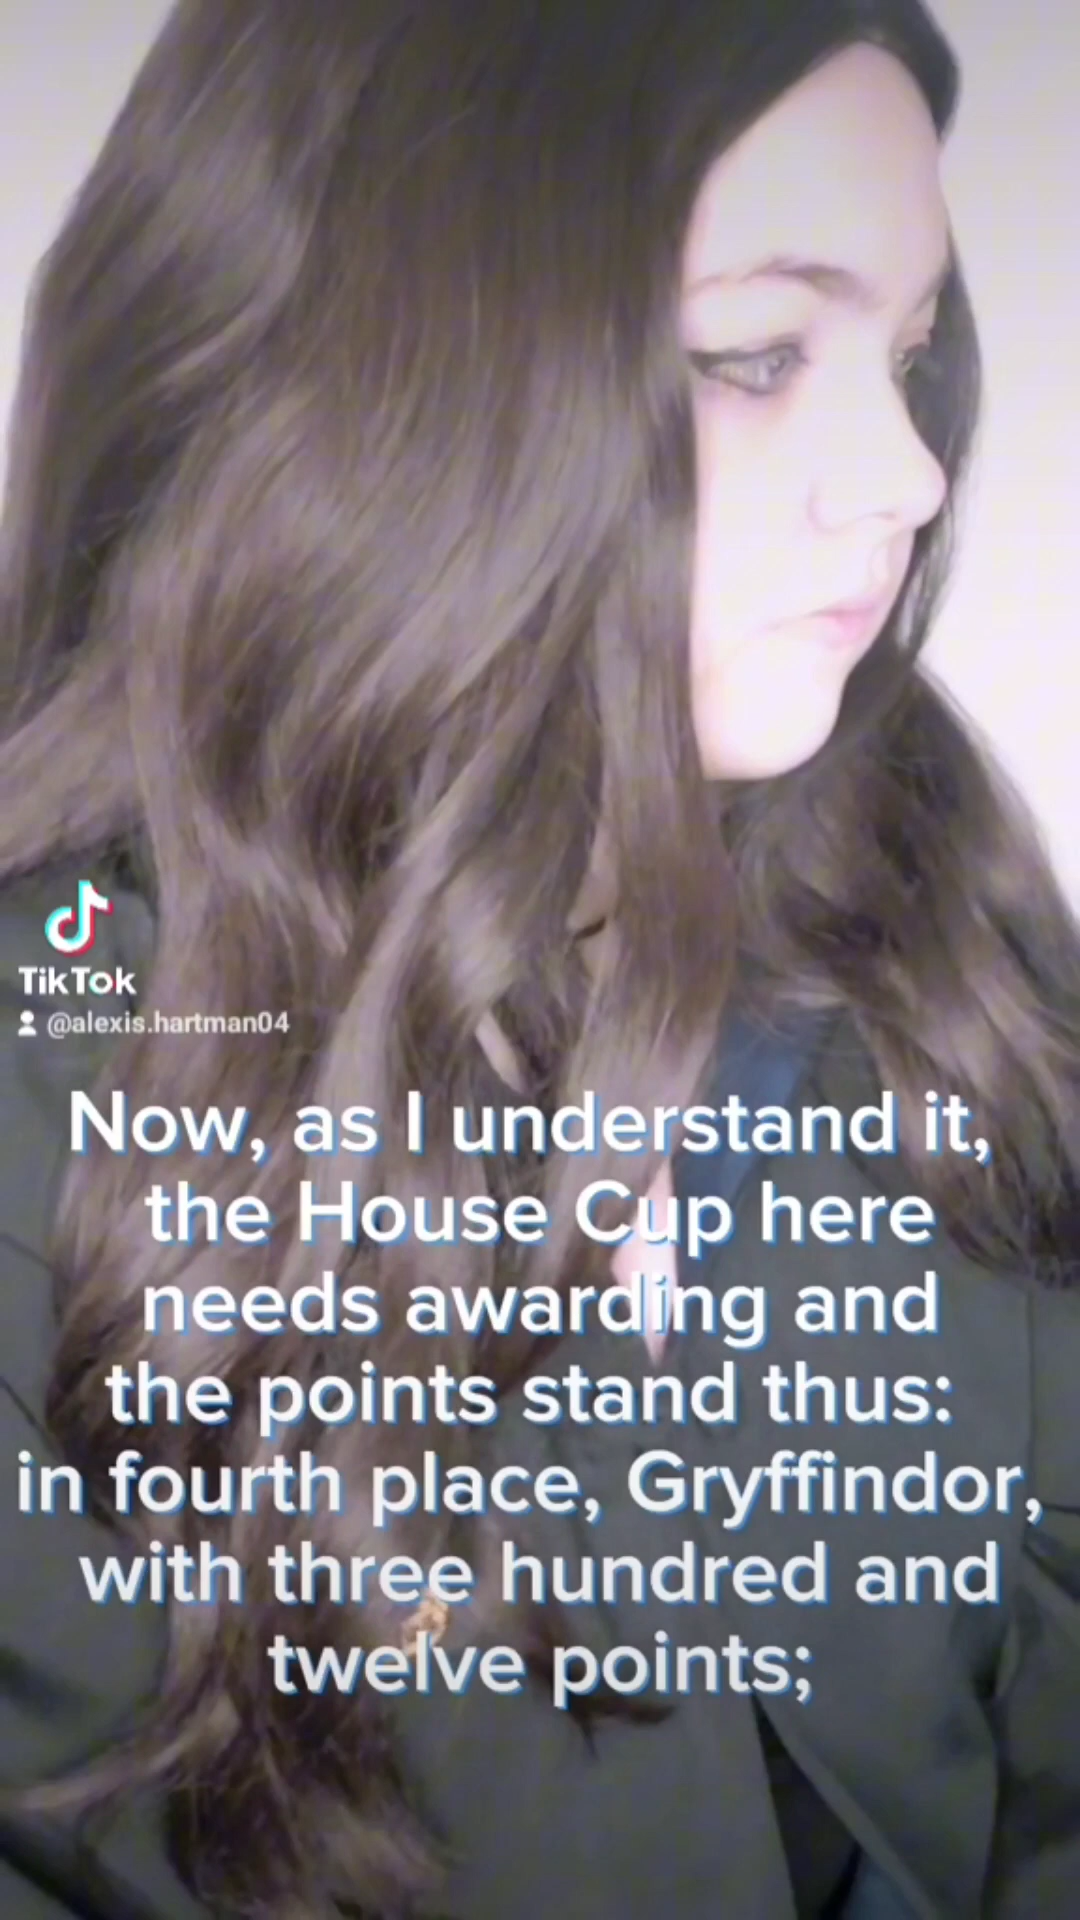 TikTok
@alexis.hartman04
Now, as I understand it,
the House Cup here
needs awarding and
the points stand thus:
in fourth place, Gryffindor,
with three hundred and
twelve points;